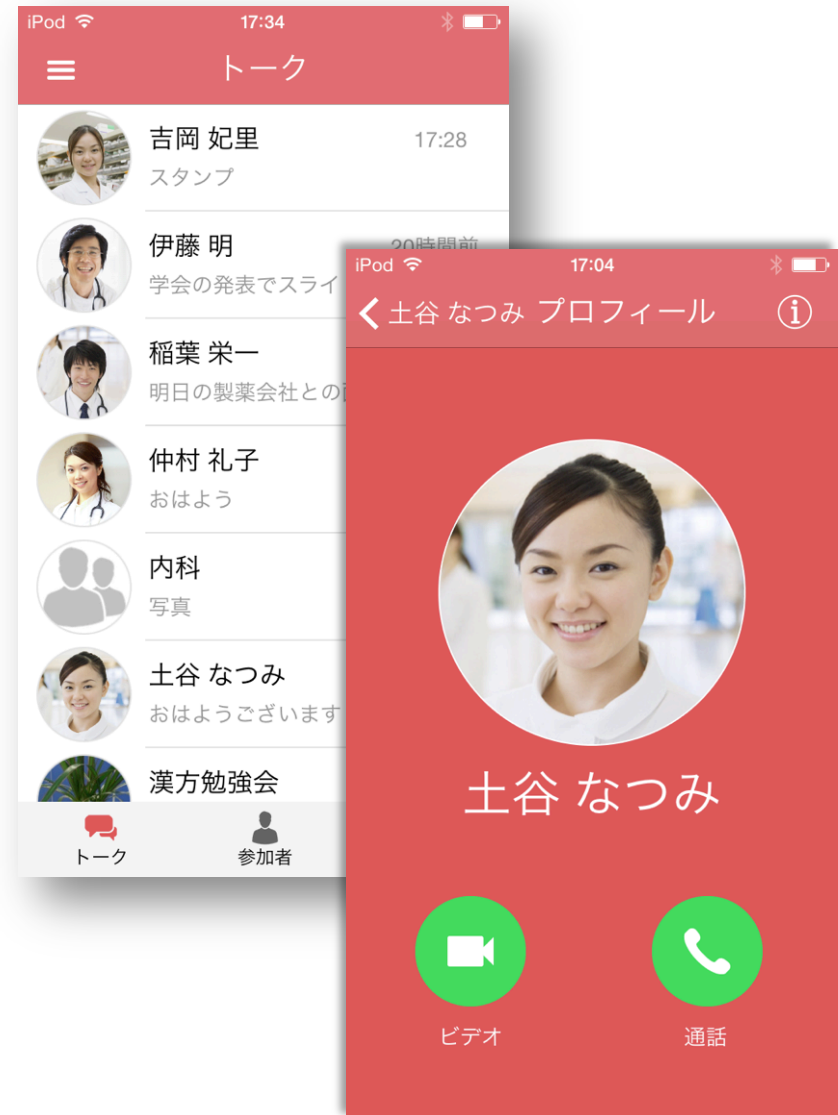 iPod 17:34
トーク
吉岡 妃里 17:28
スタンプ
伊藤 明 20時間前
学会の発表でスライ
稲葉 栄一
明日の製薬会社との
仲村 礼子
おはよう
内科
写真
土谷 なつみ
おはようございます
漢方勉強会
トーク 参加者
iPod 17:04
土谷 なつみ プロフィール
土谷 なつみ
ビデオ 通話